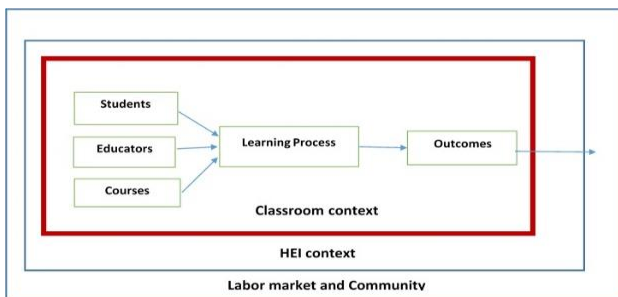 Students
Educators
Courses
Learning Process
Outcomes
Classroom context
HEI context
Labor market and Community